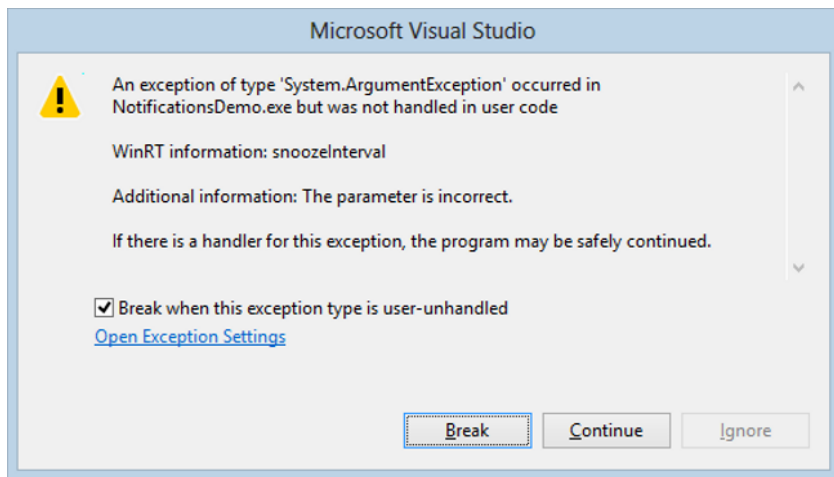 Microsoft Visual Studio
An exception of type 'System.ArgumentException' occurred in
NotificationsDemo.exe but was not handled in user code
WinRT information: snoozeInterval
Additional information: The parameter is incorrect.
If there is a handler for this exception, the program may be safely continued.
Break when this exception type is user-unhandled
Open Exception Settings
Break
Continue
Ignore